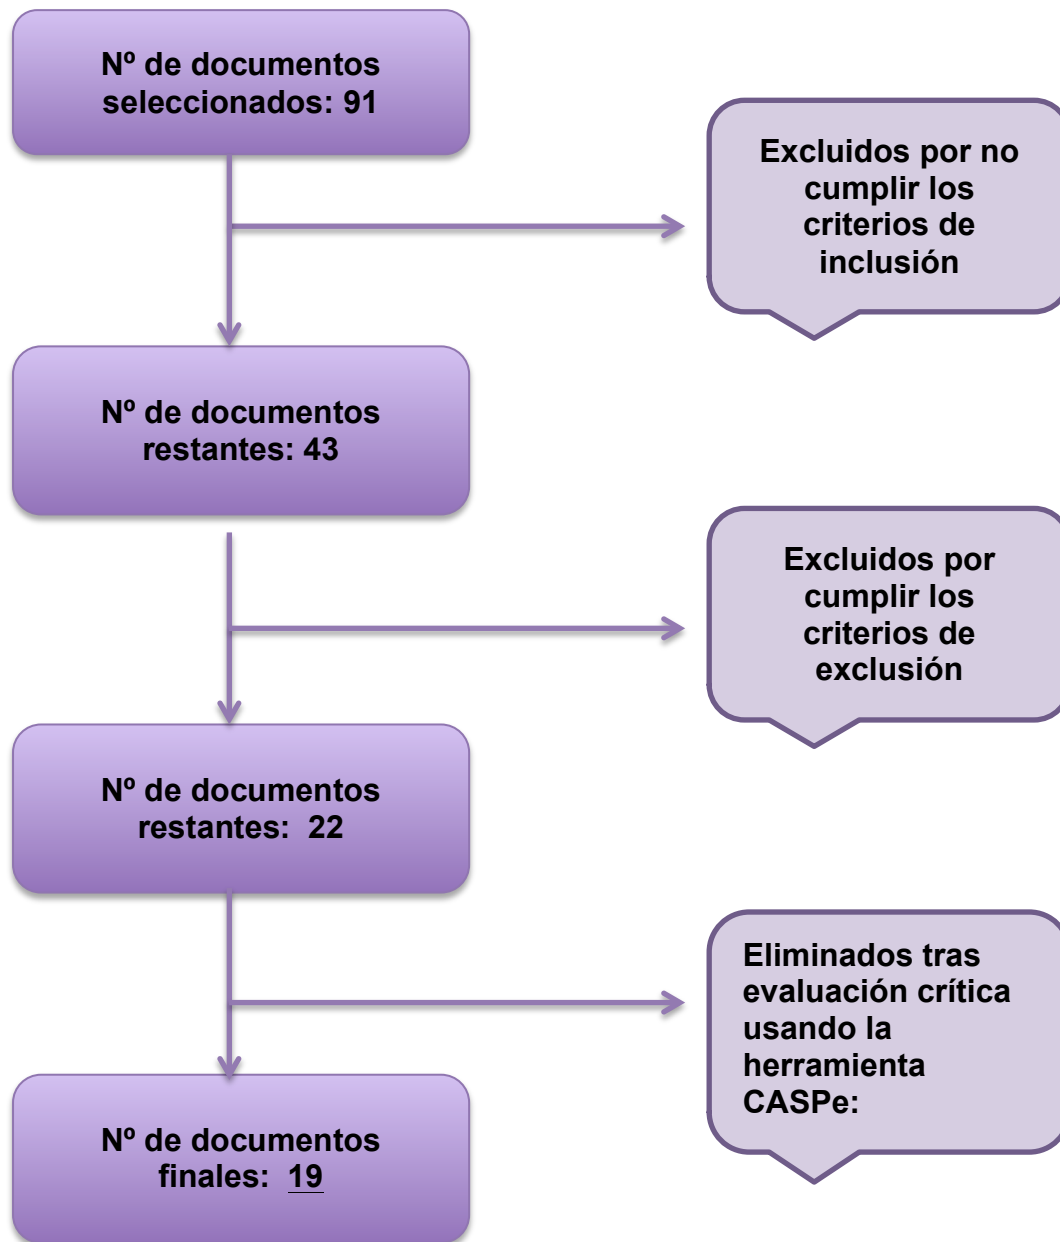 Nº de documentos
seleccionados: 91
Excluidos por no
cumplir los
criterios de
inclusión
Nº de documentos
restantes: 43
Excluidos por
cumplir los
criterios de
exclusión
Nº de documentos
restantes: 22
Eliminados tras
evaluación crítica
usando la
herramienta
CASPe:
Nº de documentos
finales: 19